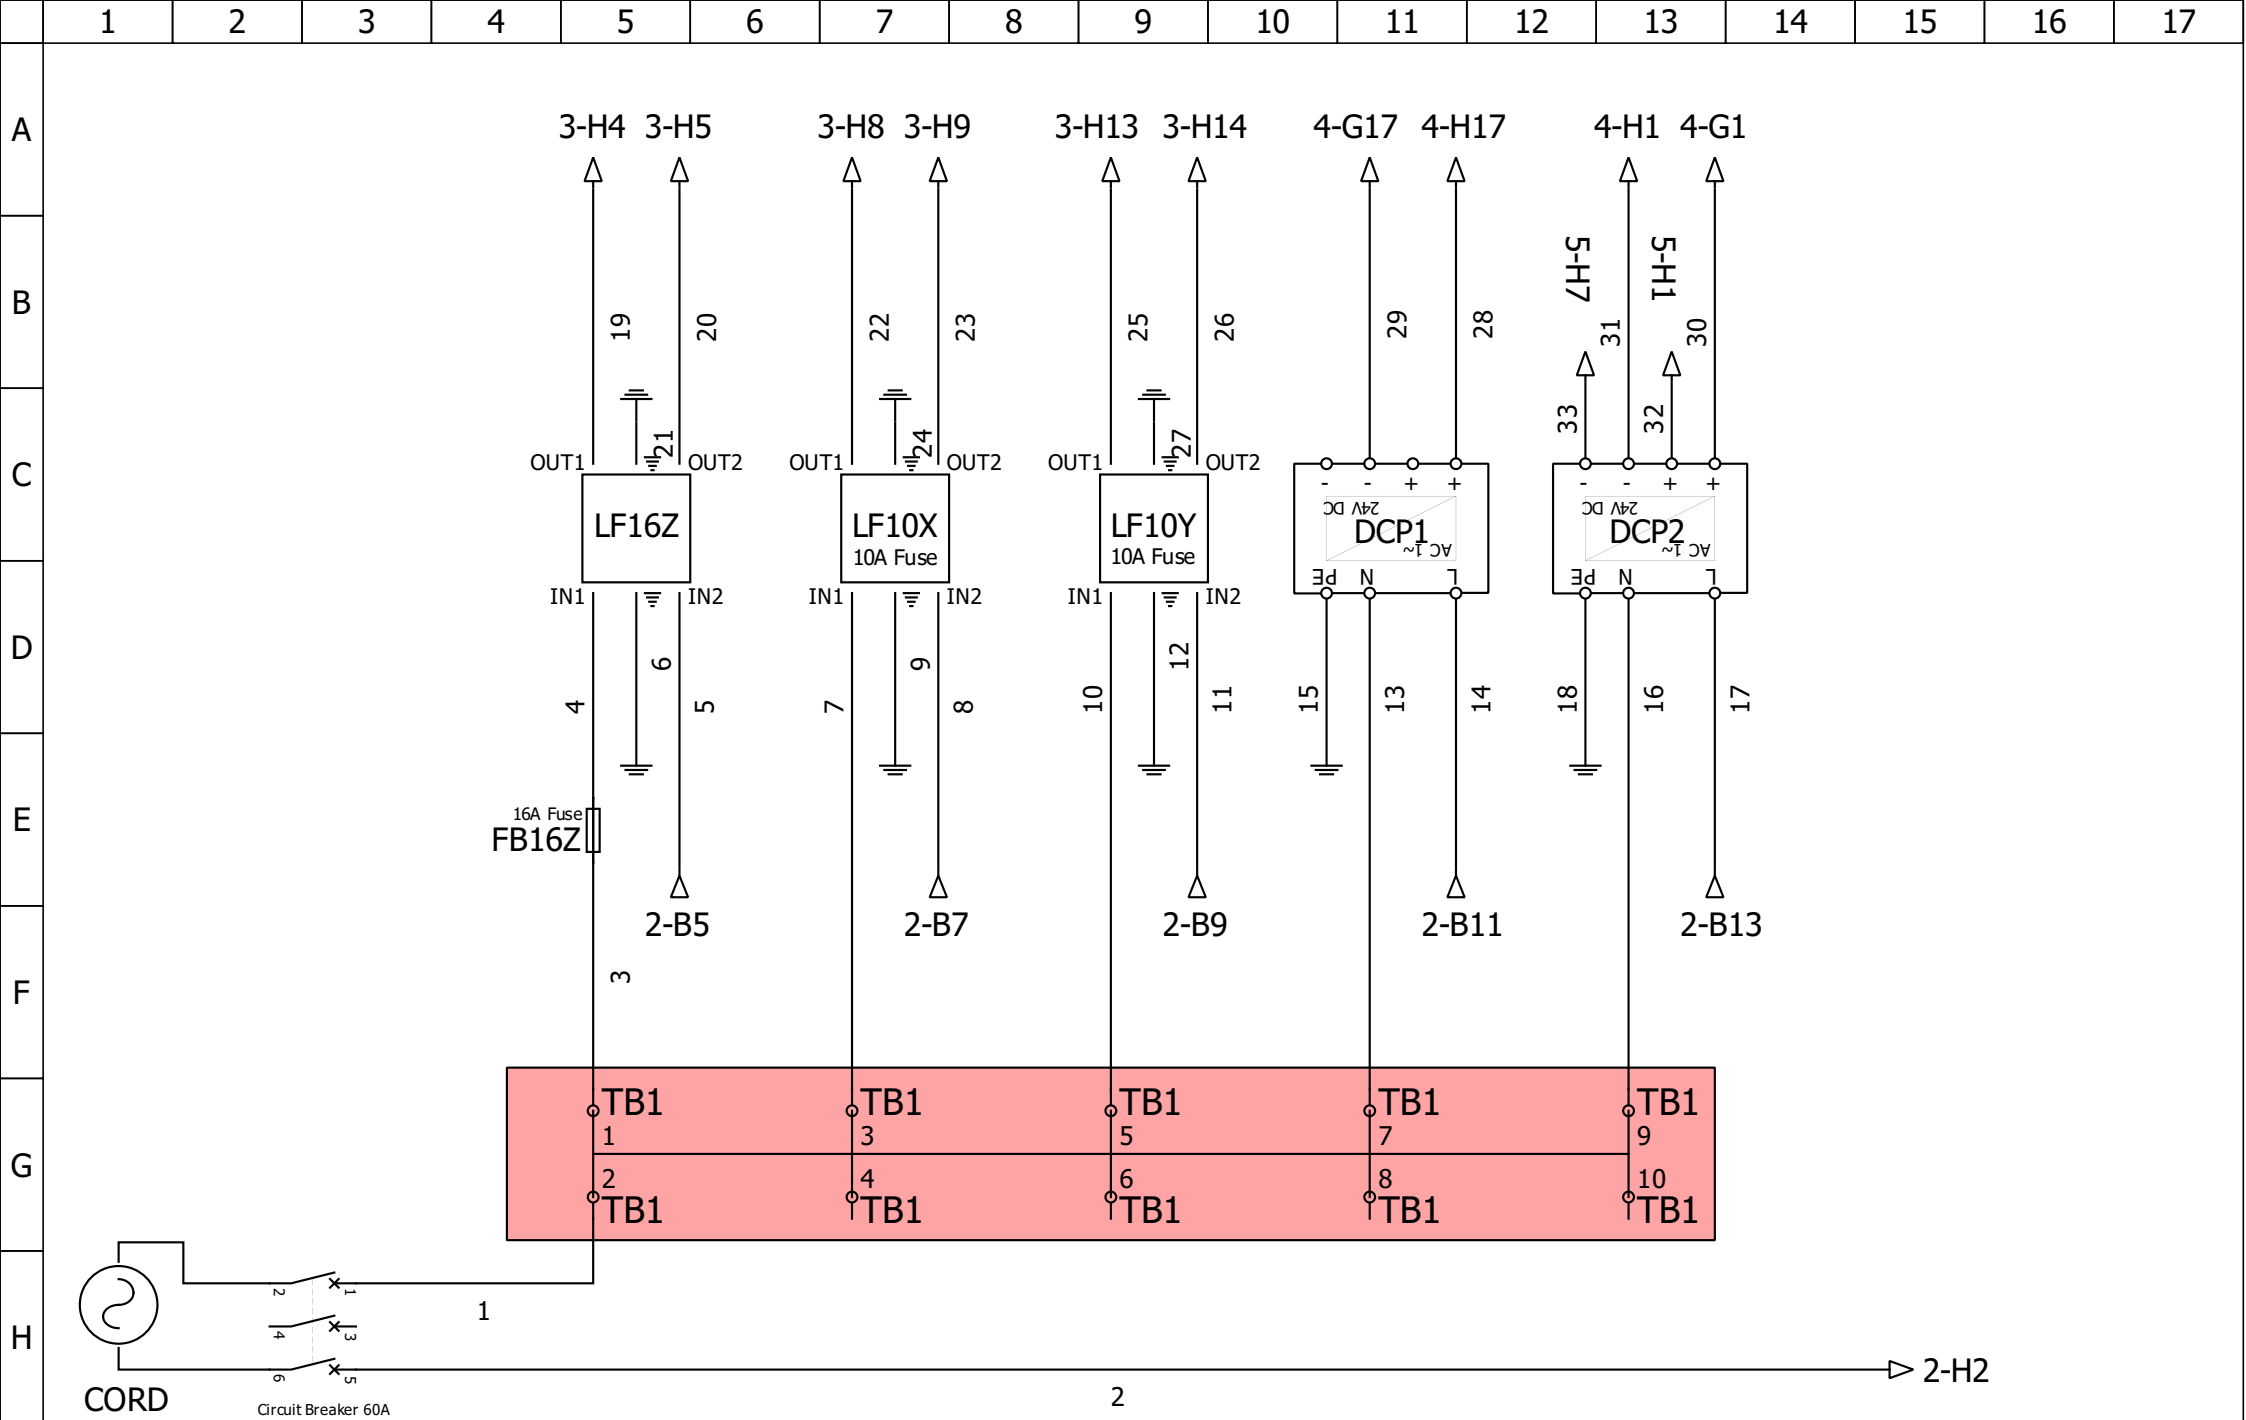 1 2 3 4 5 6 7 8 9 10 11 12 13 14 15 16 17
A
3-H4 3-H5 3-H8 3-H9 3-H13 3-H14 4-G17 4-H17 4-H1 4-G1
B
5-H7 5-H1
19 20 22 23 25 26 29 28 31 30
33 32
21 24 27
C
OUT1 OUT2 OUT1 OUT2 OUT1 OUT2
- - + + - - + +
24V DC 24V DC
LF16Z LF10X LF10Y DCP1 DCP2
10A Fuse 10A Fuse AC 1~ AC 1~
PE N L PE N L
IN1 IN2 IN1 IN2 IN1 IN2
D
6 9 12
4 5 7 8 10 11 15 13 14 18 16 17
E
16A Fuse
FB16Z
2-B5 2-B7 2-B9 2-B11 2-B13
F
3
TB1 TB1 TB1 TB1 TB1
1 3 5 7 9
G
2 4 6 8 10
TB1 TB1 TB1 TB1 TB1
2 1
1
4 3
H
6 5
2-H2
CORD
2
Circuit Breaker 60A